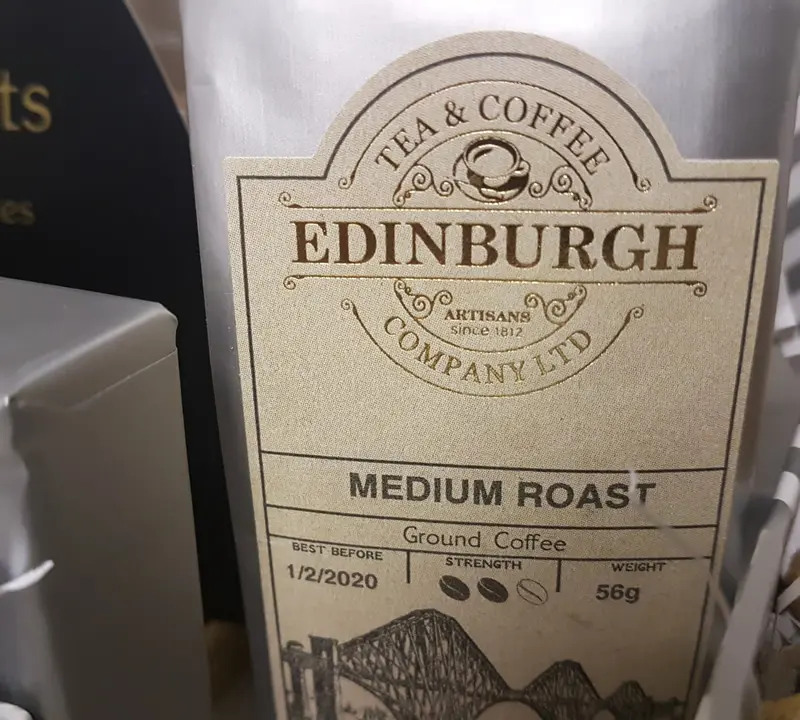 TEA & COFFEE
EDINBURGH
ARTISANS
since 1812
COMPANY LTD
MEDIUM ROAST
Ground Coffee
BEST BEFORE
1/2/2020
STRENGTH
WEIGHT
56g
ts
es